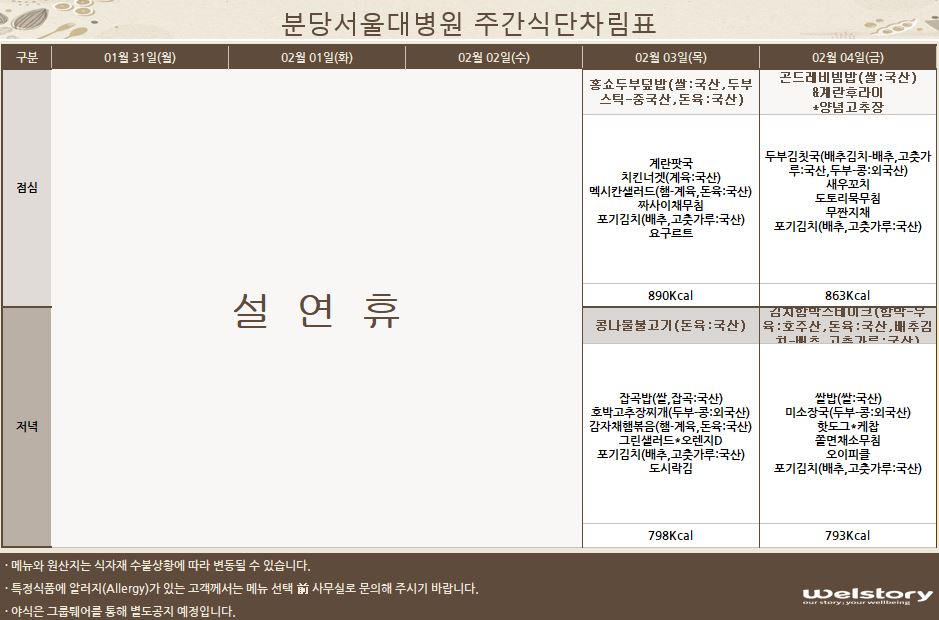 분당서울대병원 주간식단차림표
구분
01월 31일(월)
02월 01일(화)
02월 02일(수)
02월 03일(목)
02월 04일(금)
점심
설 연 휴
홍쇼두부덮밥(쌀:국산,두부
스틱-중국산,돈육:국산)
계란팟국
치킨너겟(계육:국산)
멕시칸샐러드(햄-계육,돈육:국산)
짜사이채무침
포기김치(배추,고춧가루:국산)
요구르트
890Kcal
곤드레비빔밥(쌀:국산)
&계란후라이
*양념고추장
두부김칫국(배추김치-배추,고춧가
루:국산,두부-콩:외국산)
새우꼬치
도토리묵무침
무짠지채
포기김치(배추,고춧가루:국산)
863Kcal
저녁
콩나물불고기(돈육:국산)
잡곡밥(쌀,잡곡:국산)
호박고추장찌개(두부-콩:외국산)
감자채햄볶음(햄-계육,돈육:국산)
그린샐러드*오렌지D
포기김치(배추,고춧가루:국산)
도시락김
798Kcal
김치함박스테이크(함박-우
육:호주산,돈육:국산,배추김
치-배추,고춧가루:국산)
쌀밥(쌀:국산)
미소장국(두부-콩:외국산)
핫도그*케찹
쫄면채소무침
오이피클
포기김치(배추,고춧가루:국산)
793Kcal
· 메뉴와 원산지는 식자재 수불상황에 따라 변동될 수 있습니다.
· 특정식품에 알러지(Allergy)가 있는 고객께서는 메뉴 선택 前 사무실로 문의해 주시기 바랍니다.
· 야식은 그룹웨어를 통해 별도공지 예정입니다.
Welstory
our story; your wellbeing